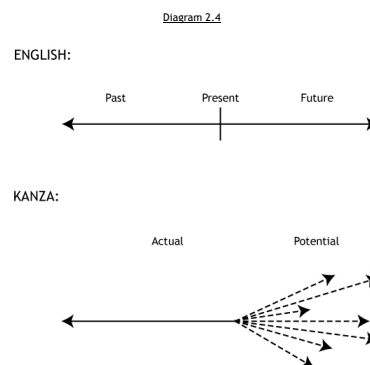 Diagram 2.4
ENGLISH:
Past Present Future
KANZA:
Actual Potential